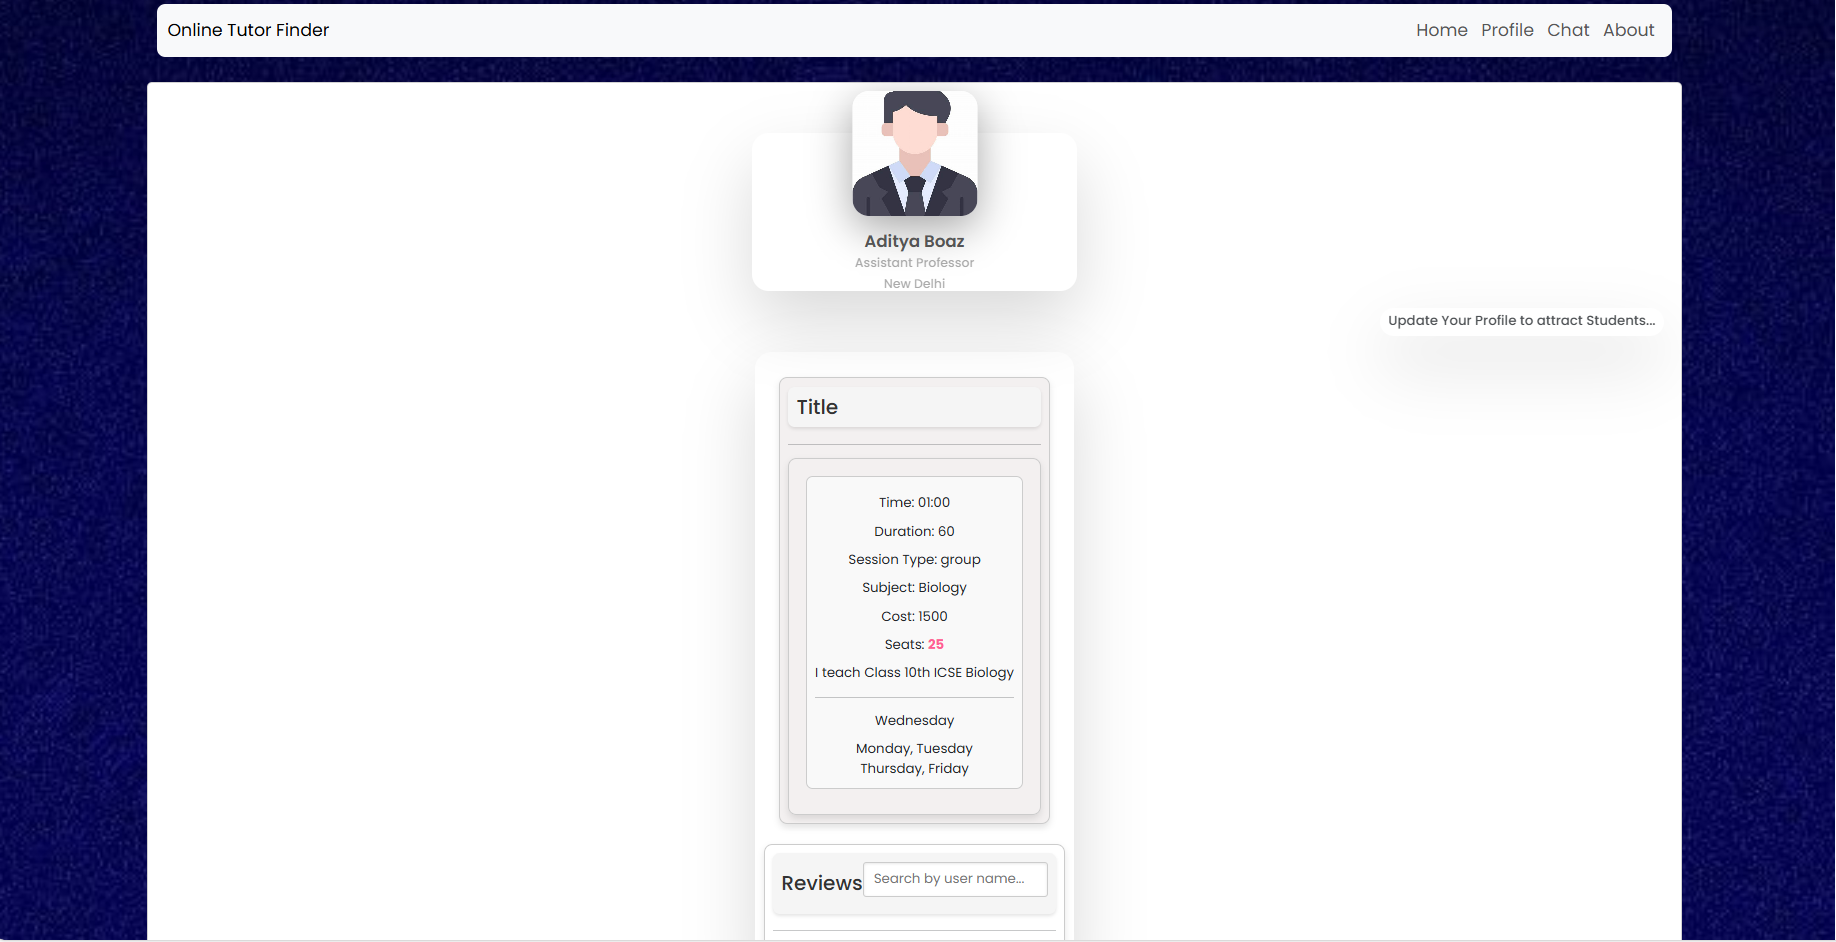 Online Tutor Finder
Home Profile Chat About
Aditya Boaz
Assistant Professor
New Delhi
Update Your Profile to attract Students...
Title
Time: 01:00
Duration: 60
Session Type: group
Subject: Biology
Cost: 1500
Seats: 25
I teach Class 10th ICSE Biology
Wednesday
Monday, Tuesday
Thursday, Friday
Reviews
Search by user name...